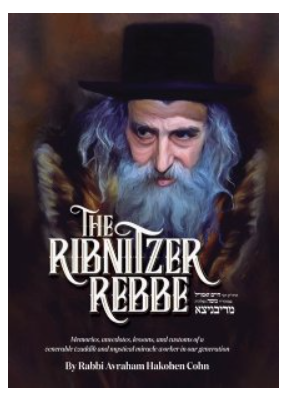 THE
RIBNITZER
REBBE
מריבניצא
Memories, anecdotes, lessons, and customs of a
venerable tzaddik and mystical miracle-worker in our generation
By Rabbi Avraham Hakohen Cohn